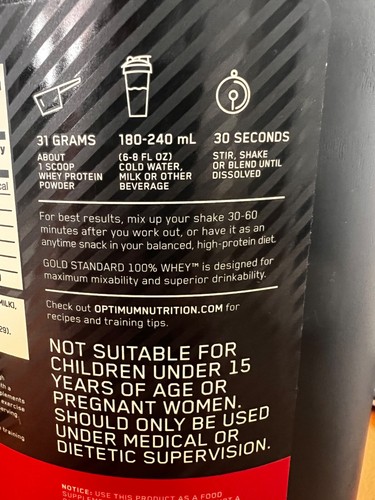 31 GRAMS
ABOUT
1 SCOOP
WHEY PROTEIN
POWDER
180-240 mL
(6-8 FL OZ)
COLD WATER,
MILK OR OTHER
BEVERAGE
30 SECONDS
STIR, SHAKE
OR BLEND UNTIL
DISSOLVED
For best results, mix up your shake 30-60
minutes after you work out, or have it as an
anytime snack in your balanced, high-protein diet.
GOLD STANDARD 100% WHEY™ is designed for
maximum mixability and superior drinkability.
Check out OPTIMUMNUTRITION.COM for
recipes and training tips.
NOT SUITABLE FOR
CHILDREN UNDER 15
YEARS OF AGE OR
PREGNANT WOMEN.
SHOULD ONLY BE USED
UNDER MEDICAL OR
DIETETIC SUPERVISION.
NOTICE: USE THIS PRODUCT AS A FOOD